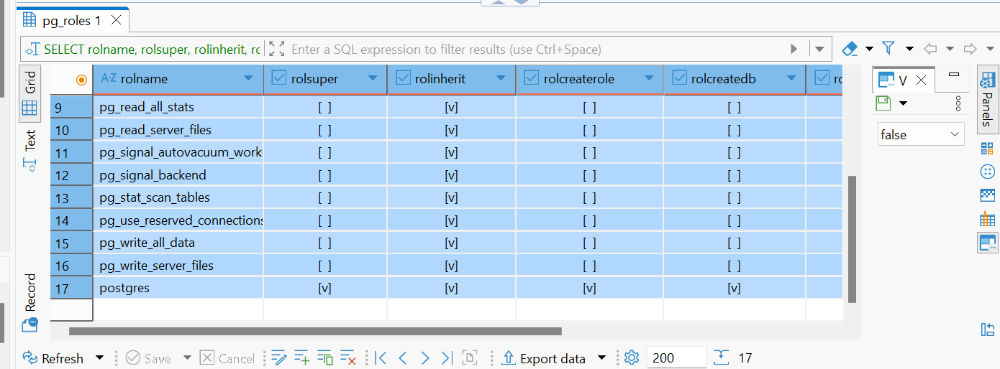 pg_roles 1
SELECT rolname, rolsuper, rolinherit, rc Enter a SQL expression to filter results (use Ctrl+Space)
Grid
Text
Record
A-Z rolname rolsuper rolinherit rolcreaterole rolcreatedb ro
9 pg_read_all_stats [ ] [v] [ ] [ ]
10 pg_read_server_files [ ] [v] [ ] [ ]
11 pg_signal_autovacuum_work [ ] [v] [ ] [ ]
12 pg_signal_backend [ ] [v] [ ] [ ]
13 pg_stat_scan_tables [ ] [v] [ ] [ ]
14 pg_use_reserved_connections [ ] [v] [ ] [ ]
15 pg_write_all_data [ ] [v] [ ] [ ]
16 pg_write_server_files [ ] [v] [ ] [ ]
17 postgres [v] [v] [v] [v]
V
false
Panels
Refresh Save Cancel Export data 200 17